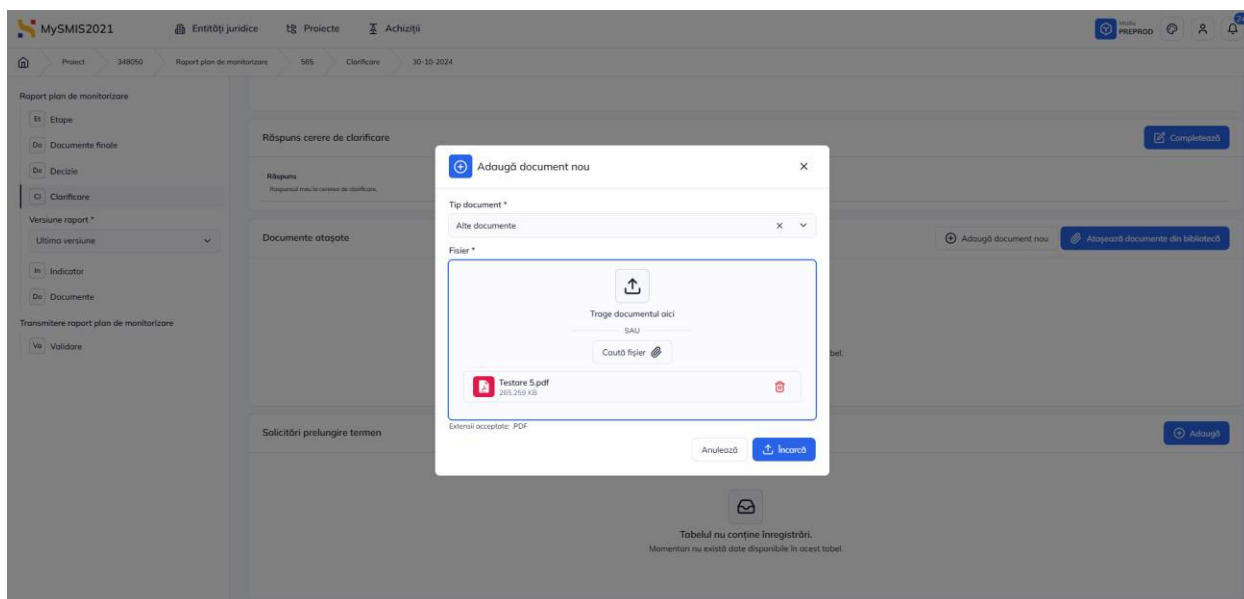 MySMIS2021
Entități juridice
Proiecte
Achiziții
Mediu
PREPROD
24
Proiect
348050
Raport plan de monitorizare
565
Clarificare
30-10-2024
Raport plan de monitorizare
Et Etape
Do Documente finale
De Decizie
Cl Clarificare
Versiune raport *
Ultima versiune
In Indicator
Do Documente
Transmitere raport plan de monitorizare
Va Validare
Răspuns cerere de clarificare
Completează
Răspuns
Raspunsul meu la cererea de clarificare.
Documente atașate
Adaugă document nou
Atașează documente din bibliotecă
Adaugă document nou
Tip document *
Alte documente
Fisier *
Trage documentul aici
SAU
Caută fișier
Testare 5.pdf
265.259 KB
Extensii acceptate: .PDF
Anulează
Încarcă
bel.
Solicitări prelungire termen
Adaugă
Tabelul nu conține înregistrări.
Momentan nu există date disponibile în acest tabel.